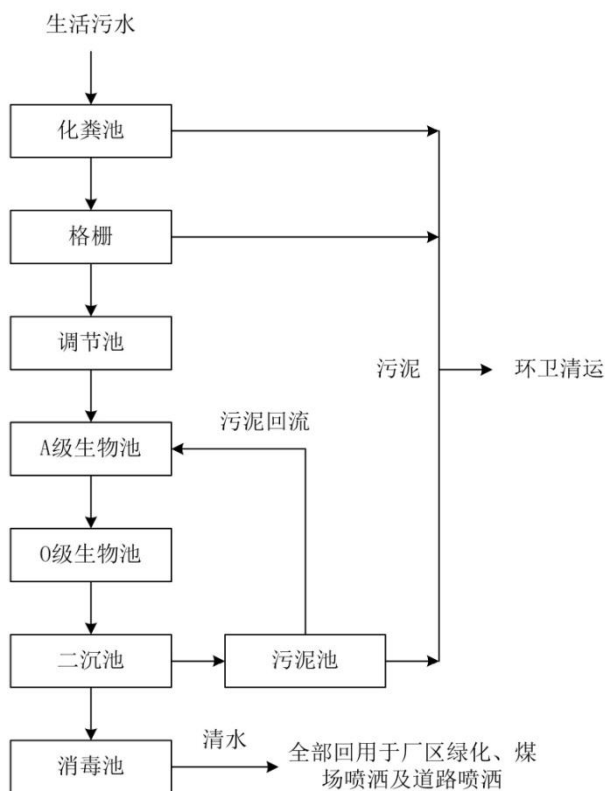 生活污水
化粪池
格栅
调节池
污泥
环卫清运
污泥回流
A级生物池
O级生物池
二沉池
污泥池
清水
消毒池
全部回用于厂区绿化、煤
场喷洒及道路喷洒